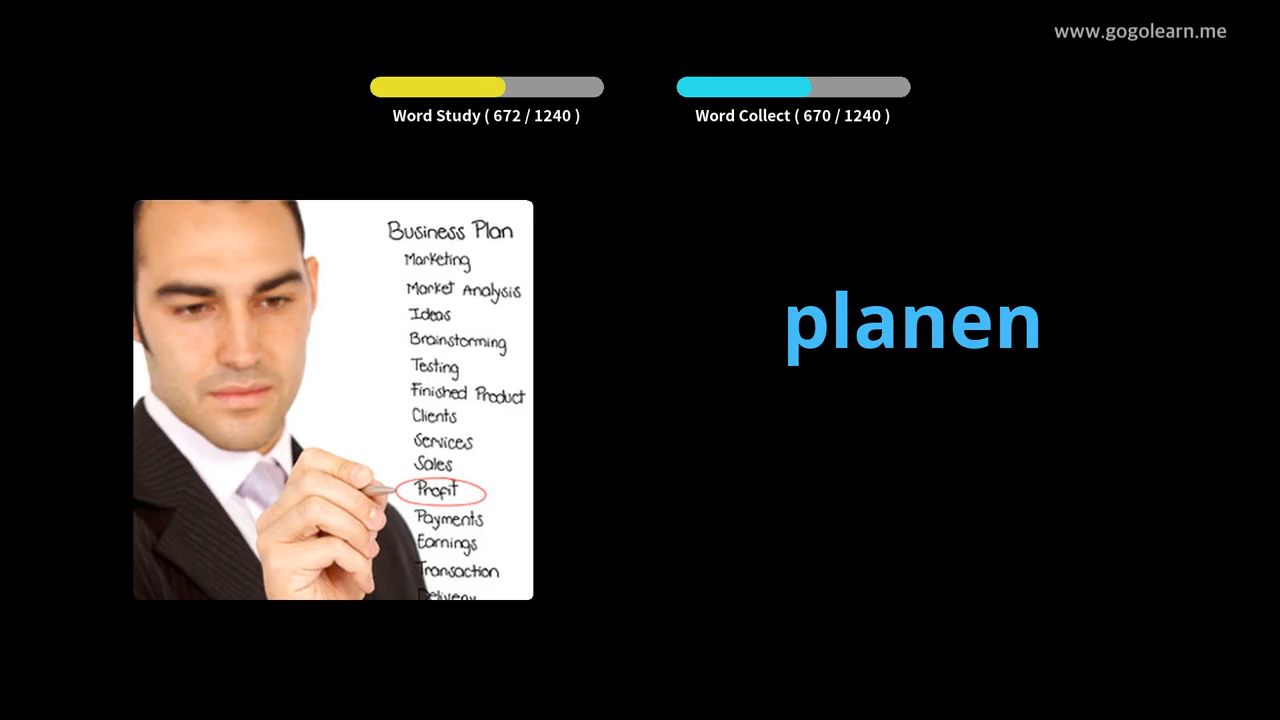 www.gogolearn.me
Word Study ( 672 / 1240 )
Word Collect ( 670 / 1240 )
Business Plan
Marketing
Market Analysis
Ideas
Brainstorming
Testing
Finished Product
Clients
Services
Sales
Profit
Payments
Earnings
Transaction
Delivery
planen